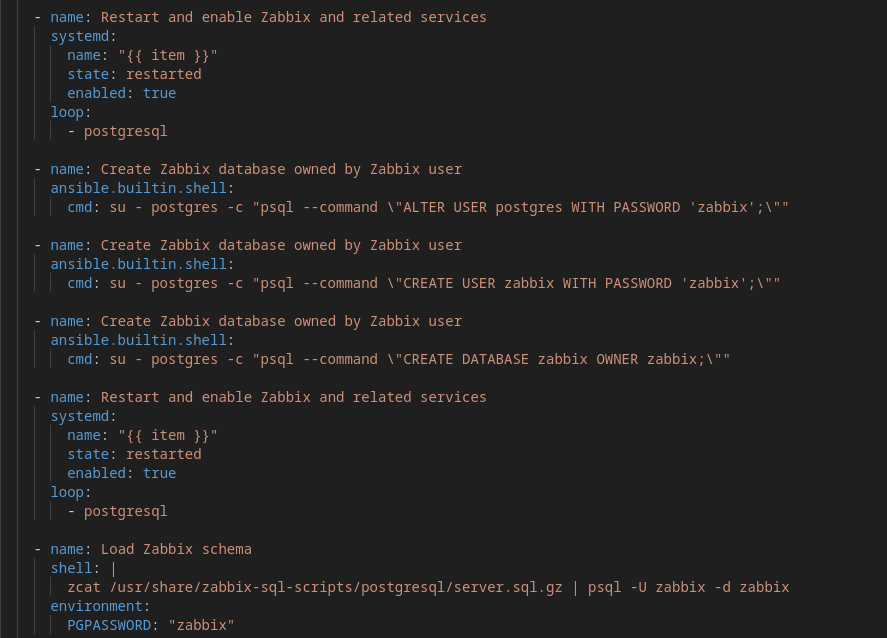 - name: Restart and enable Zabbix and related services
  systemd:
    name: "{{ item }}"
    state: restarted
    enabled: true
  loop:
    - postgresql

- name: Create Zabbix database owned by Zabbix user
  ansible.builtin.shell:
    cmd: su - postgres -c "psql --command \"ALTER USER postgres WITH PASSWORD 'zabbix';\""

- name: Create Zabbix database owned by Zabbix user
  ansible.builtin.shell:
    cmd: su - postgres -c "psql --command \"CREATE USER zabbix WITH PASSWORD 'zabbix';\""

- name: Create Zabbix database owned by Zabbix user
  ansible.builtin.shell:
    cmd: su - postgres -c "psql --command \"CREATE DATABASE zabbix OWNER zabbix;\""

- name: Restart and enable Zabbix and related services
  systemd:
    name: "{{ item }}"
    state: restarted
    enabled: true
  loop:
    - postgresql

- name: Load Zabbix schema
  shell: |
    zcat /usr/share/zabbix-sql-scripts/postgresql/server.sql.gz | psql -U zabbix -d zabbix
  environment:
    PGPASSWORD: "zabbix"